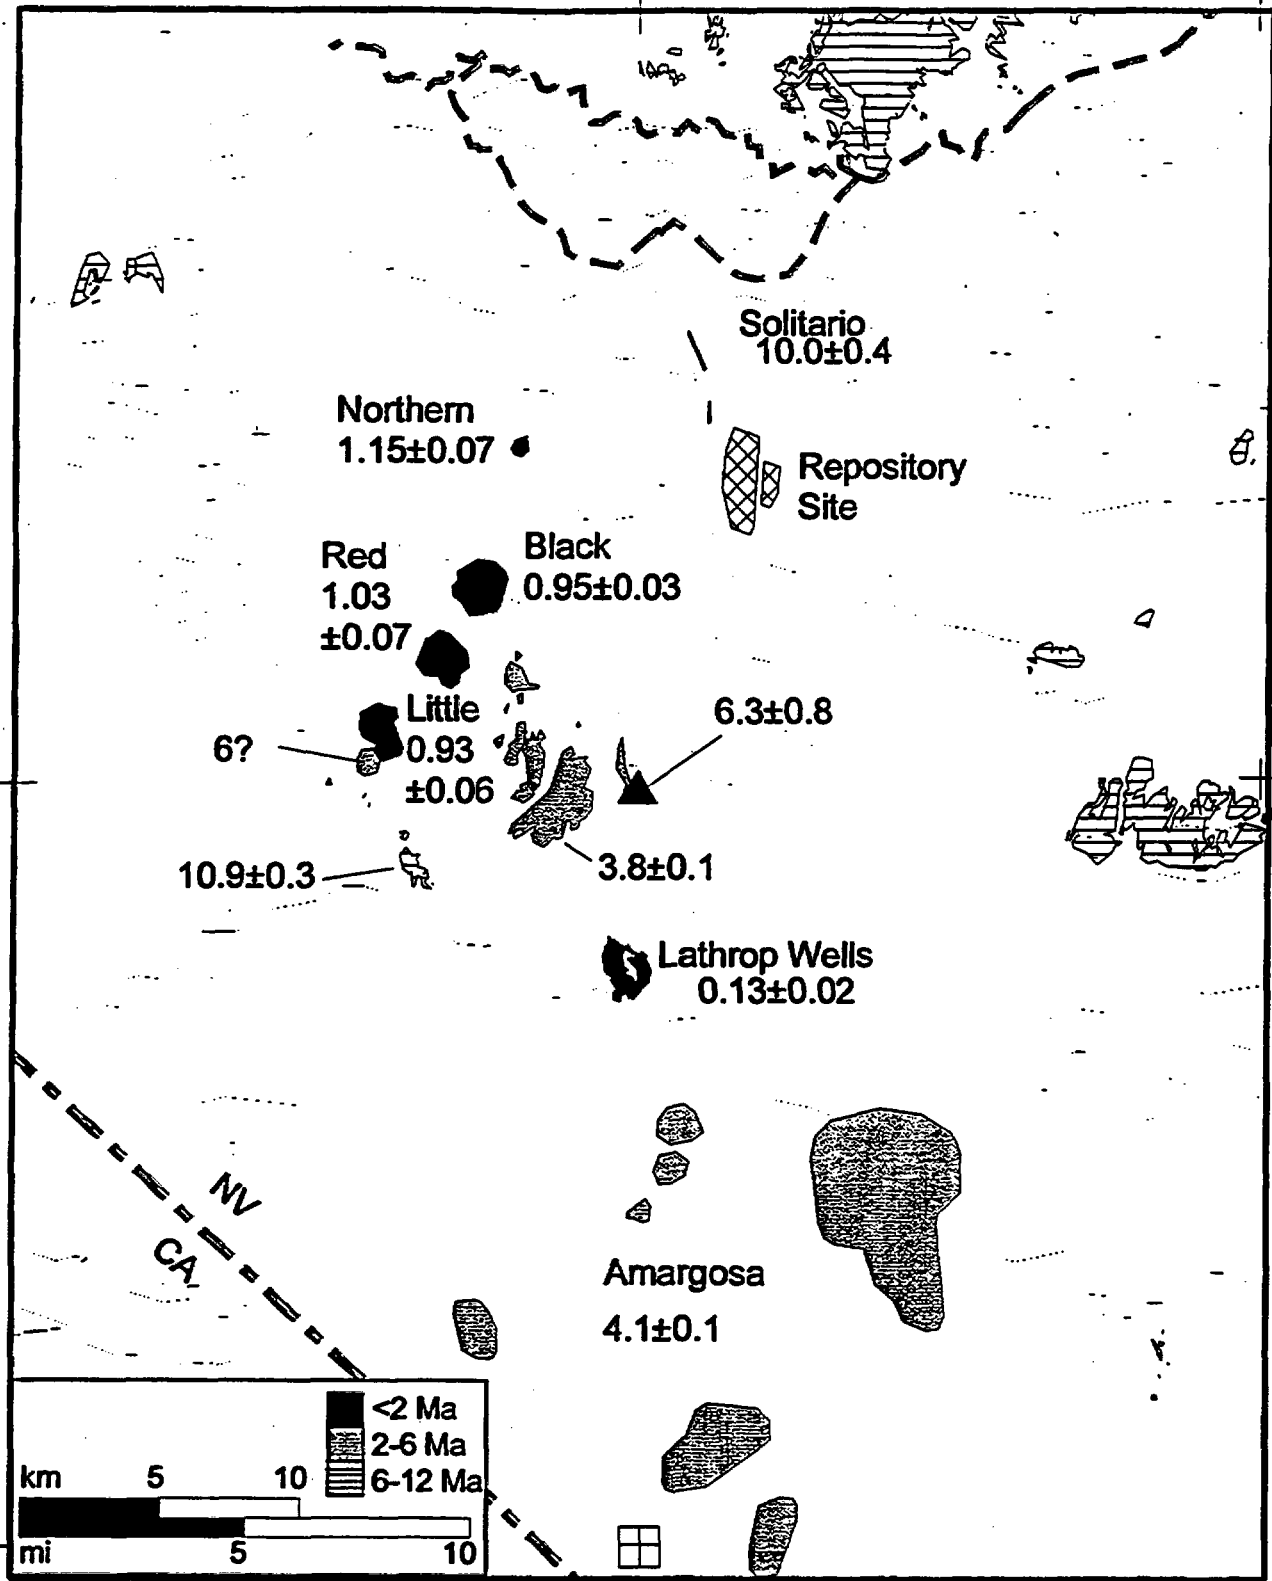 Solitario
10.0±0.4
Northern
1.15±0.07
Repository
Site
Black
0.95±0.03
Red
1.03
±0.07
Little
0.93
±0.06
6?
6.3±0.8
10.9±0.3
3.8±0.1
Lathrop Wells
0.13±0.02
NV
CA
Amargosa
4.1±0.1
<2 Ma
2-6 Ma
6-12 Ma
km 5 10
mi 5 10